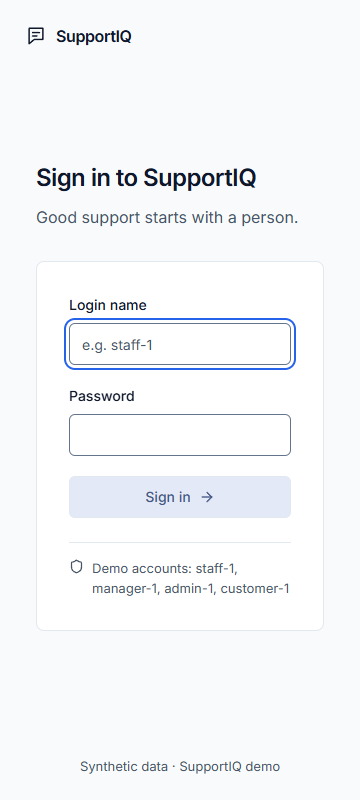 SupportIQ
Sign in to SupportIQ
Good support starts with a person.
Login name
e.g. staff-1
Password
Sign in
Demo accounts: staff-1,
manager-1, admin-1, customer-1
Synthetic data · SupportIQ demo